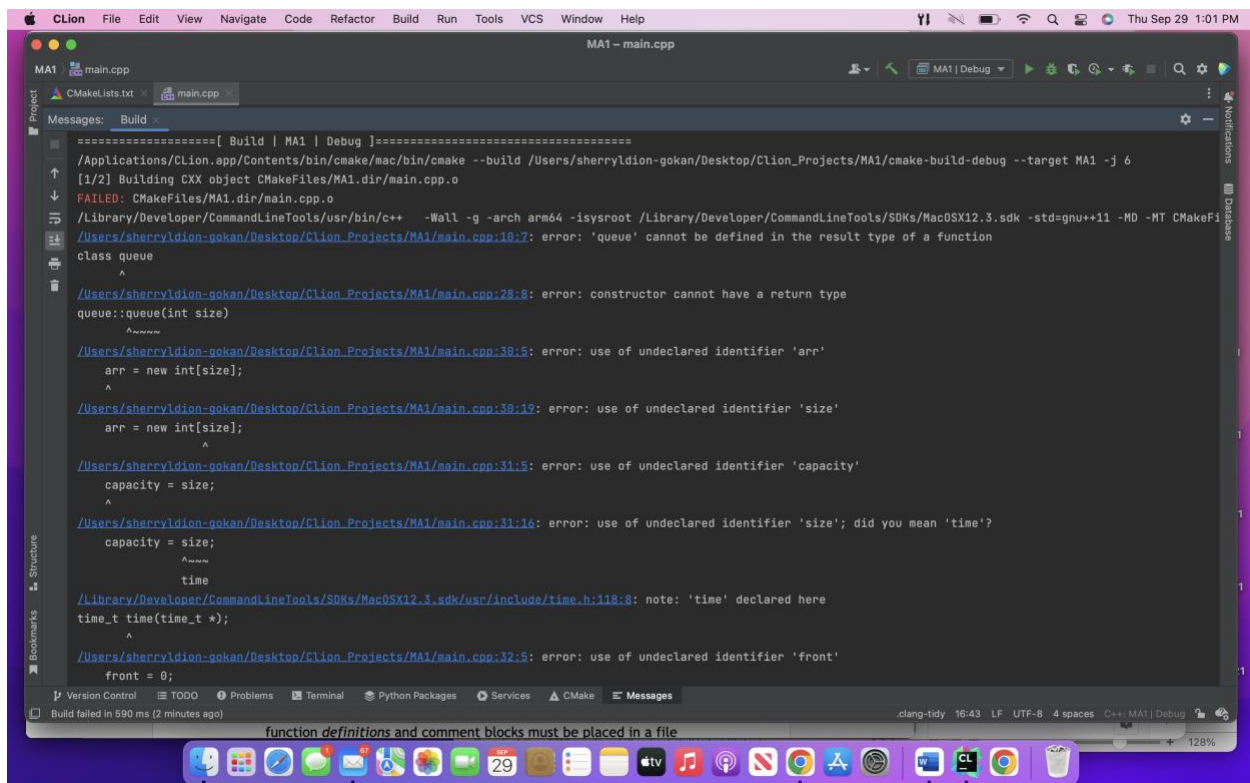 CLion File Edit View Navigate Code Refactor Build Run Tools VCS Window Help Thu Sep 29 1:01 PM
MA1 – main.cpp
MA1 main.cpp MA1 | Debug
CMakeLists.txt main.cpp
Project
Notifications
Messages: Build
====================[ Build | MA1 | Debug ]=====================================
/Applications/CLion.app/Contents/bin/cmake/mac/bin/cmake --build /Users/sherryldion-gokan/Desktop/Clion_Projects/MA1/cmake-build-debug --target MA1 -j 6
[1/2] Building CXX object CMakeFiles/MA1.dir/main.cpp.o
FAILED: CMakeFiles/MA1.dir/main.cpp.o
Database
/Library/Developer/CommandLineTools/usr/bin/c++ -Wall -g -arch arm64 -isysroot /Library/Developer/CommandLineTools/SDKs/MacOSX12.3.sdk -std=gnu++11 -MD -MT CMakeFi
/Users/sherryldion-gokan/Desktop/Clion_Projects/MA1/main.cpp:10:7: error: 'queue' cannot be defined in the result type of a function
class queue
^
/Users/sherryldion-gokan/Desktop/Clion_Projects/MA1/main.cpp:28:8: error: constructor cannot have a return type
queue::queue(int size)
^~~~~
/Users/sherryldion-gokan/Desktop/Clion_Projects/MA1/main.cpp:30:5: error: use of undeclared identifier 'arr'
arr = new int[size];
^
/Users/sherryldion-gokan/Desktop/Clion_Projects/MA1/main.cpp:30:19: error: use of undeclared identifier 'size'
arr = new int[size];
^
/Users/sherryldion-gokan/Desktop/Clion_Projects/MA1/main.cpp:31:5: error: use of undeclared identifier 'capacity'
capacity = size;
^
/Users/sherryldion-gokan/Desktop/Clion_Projects/MA1/main.cpp:31:16: error: use of undeclared identifier 'size'; did you mean 'time'?
capacity = size;
^~~~
time
Structure
/Library/Developer/CommandLineTools/SDKs/MacOSX12.3.sdk/usr/include/time.h:118:8: note: 'time' declared here
time_t time(time_t *);
^
Bookmarks
/Users/sherryldion-gokan/Desktop/Clion_Projects/MA1/main.cpp:32:5: error: use of undeclared identifier 'front'
front = 0;
Version Control TODO Problems Terminal Python Packages Services CMake Messages
Build failed in 590 ms (2 minutes ago) .clang-tidy 16:43 LF UTF-8 4 spaces C++: MA1 | Debug
function definitions and comment blocks must be placed in a file
128%
SEP
29
tv
CL